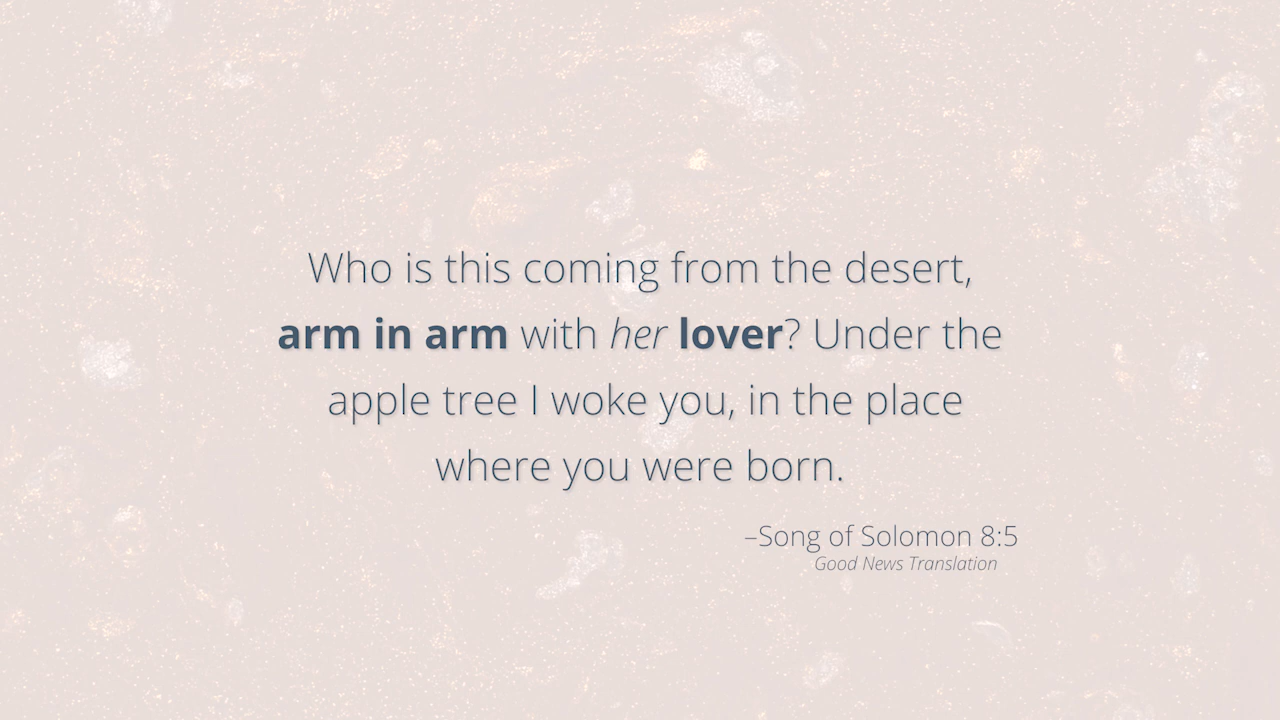 Who is this coming from the desert,
arm in arm with her lover? Under the
apple tree I woke you, in the place
where you were born.
–Song of Solomon 8:5
Good News Translation